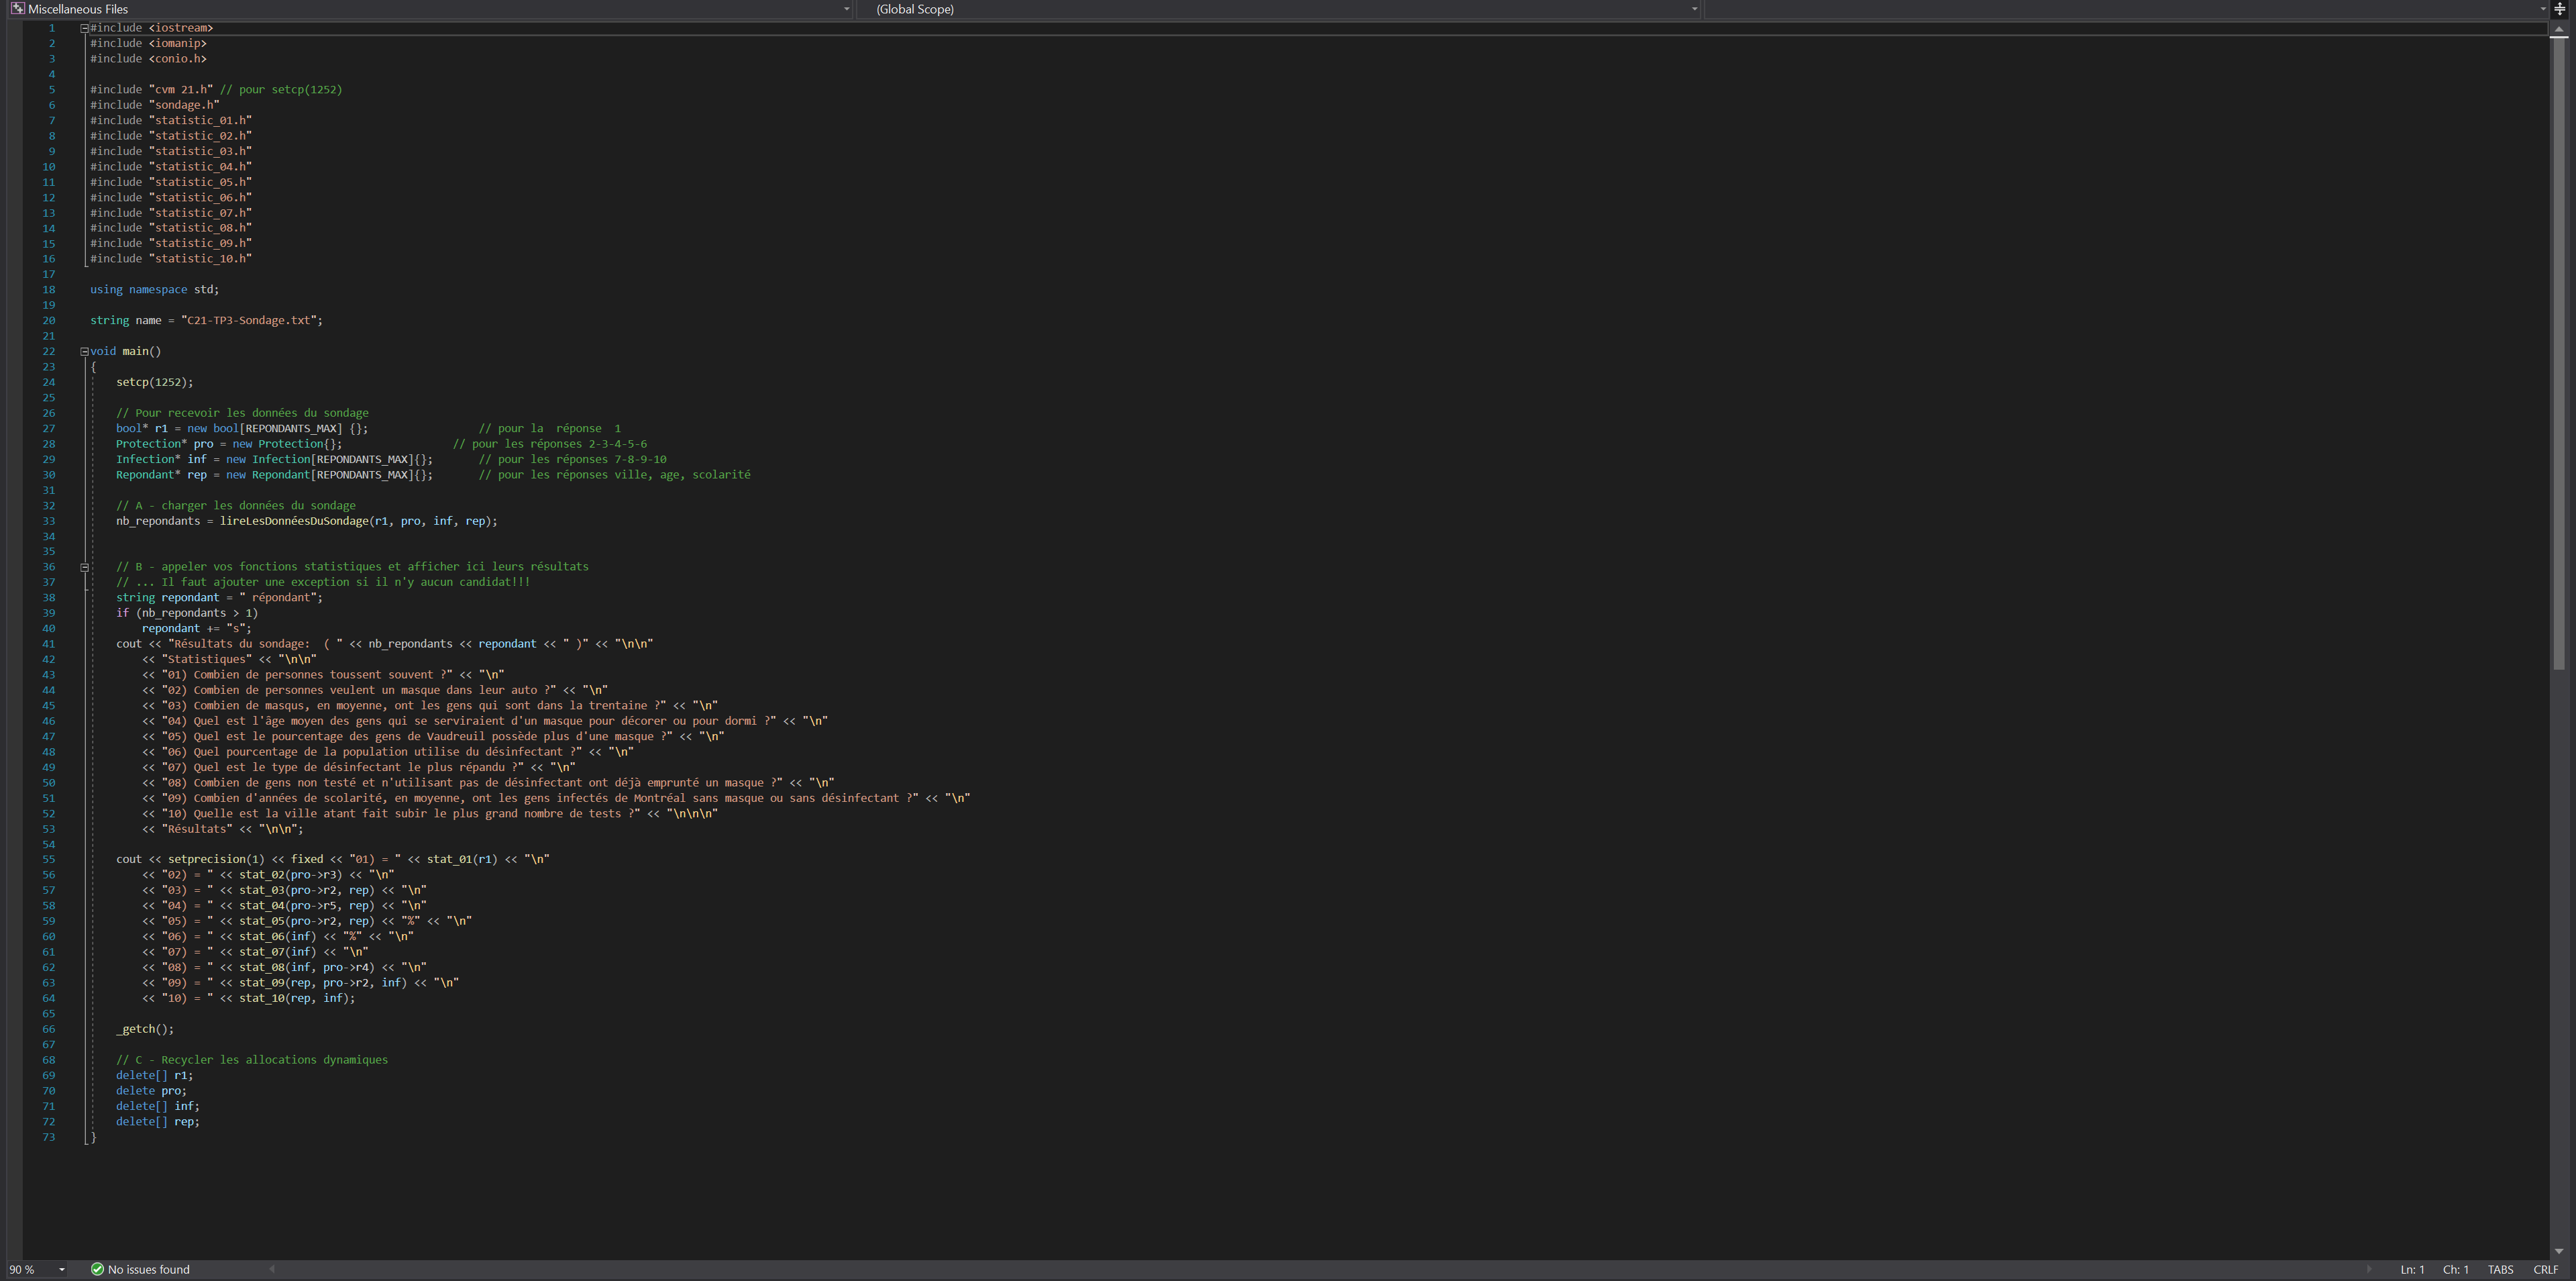 Miscellaneous Files (Global Scope)
1 #include <iostream>
2 #include <iomanip>
3 #include <conio.h>
4
5 #include "cvm 21.h" // pour setcp(1252)
6 #include "sondage.h"
7 #include "statistic_01.h"
8 #include "statistic_02.h"
9 #include "statistic_03.h"
10 #include "statistic_04.h"
11 #include "statistic_05.h"
12 #include "statistic_06.h"
13 #include "statistic_07.h"
14 #include "statistic_08.h"
15 #include "statistic_09.h"
16 #include "statistic_10.h"
17
18 using namespace std;
19
20 string name = "C21-TP3-Sondage.txt";
21
22 void main()
23 {
24 setcp(1252);
25
26 // Pour recevoir les données du sondage
27 bool* r1 = new bool[REPONDANTS_MAX] {}; // pour la réponse 1
28 Protection* pro = new Protection{}; // pour les réponses 2-3-4-5-6
29 Infection* inf = new Infection[REPONDANTS_MAX]{}; // pour les réponses 7-8-9-10
30 Repondant* rep = new Repondant[REPONDANTS_MAX]{}; // pour les réponses ville, age, scolarité
31
32 // A - charger les données du sondage
33 nb_repondants = lireLesDonnéesDuSondage(r1, pro, inf, rep);
34
35
36 // B - appeler vos fonctions statistiques et afficher ici leurs résultats
37 // ... Il faut ajouter une exception si il n'y aucun candidat!!!
38 string repondant = " répondant";
39 if (nb_repondants > 1)
40 repondant += "s";
41 cout << "Résultats du sondage:  ( " << nb_repondants << repondant << " )" << "\n\n"
42 << "Statistiques" << "\n\n"
43 << "01) Combien de personnes toussent souvent ?" << "\n"
44 << "02) Combien de personnes veulent un masque dans leur auto ?" << "\n"
45 << "03) Combien de masqus, en moyenne, ont les gens qui sont dans la trentaine ?" << "\n"
46 << "04) Quel est l'âge moyen des gens qui se serviraient d'un masque pour décorer ou pour dormi ?" << "\n"
47 << "05) Quel est le pourcentage des gens de Vaudreuil possède plus d'une masque ?" << "\n"
48 << "06) Quel pourcentage de la population utilise du désinfectant ?" << "\n"
49 << "07) Quel est le type de désinfectant le plus répandu ?" << "\n"
50 << "08) Combien de gens non testé et n'utilisant pas de désinfectant ont déjà emprunté un masque ?" << "\n"
51 << "09) Combien d'années de scolarité, en moyenne, ont les gens infectés de Montréal sans masque ou sans désinfectant ?" << "\n"
52 << "10) Quelle est la ville atant fait subir le plus grand nombre de tests ?" << "\n\n\n"
53 << "Résultats" << "\n\n";
54
55 cout << setprecision(1) << fixed << "01) = " << stat_01(r1) << "\n"
56 << "02) = " << stat_02(pro->r3) << "\n"
57 << "03) = " << stat_03(pro->r2, rep) << "\n"
58 << "04) = " << stat_04(pro->r5, rep) << "\n"
59 << "05) = " << stat_05(pro->r2, rep) << "%" << "\n"
60 << "06) = " << stat_06(inf) << "%" << "\n"
61 << "07) = " << stat_07(inf) << "\n"
62 << "08) = " << stat_08(inf, pro->r4) << "\n"
63 << "09) = " << stat_09(rep, pro->r2, inf) << "\n"
64 << "10) = " << stat_10(rep, inf);
65
66 _getch();
67
68 // C - Recycler les allocations dynamiques
69 delete[] r1;
70 delete pro;
71 delete[] inf;
72 delete[] rep;
73 }
90 % No issues found Ln: 1 Ch: 1 TABS CRLF